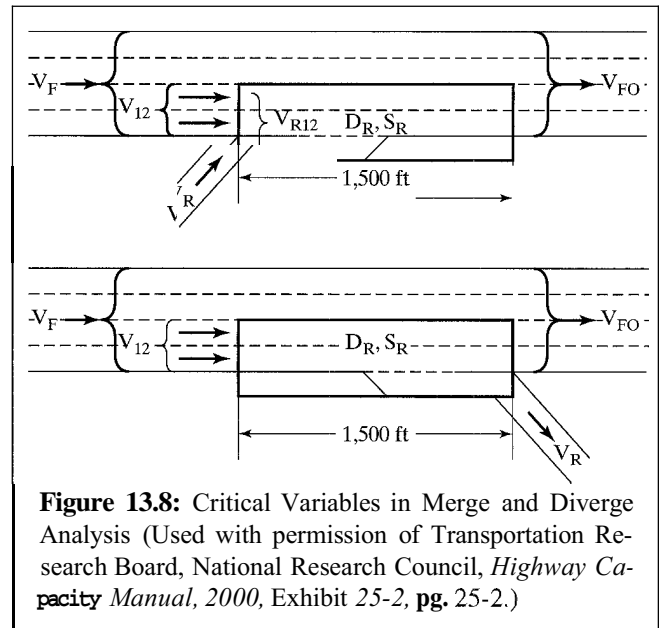 V_F
V_12
V_R12
D_R, S_R
V_FO
V_R
1,500 ft
V_F
V_12
D_R, S_R
V_FO
1,500 ft
V_R
Figure 13.8: Critical Variables in Merge and Diverge
Analysis (Used with permission of Transportation Re-
search Board, National Research Council, Highway Ca-
pacity Manual, 2000, Exhibit 25-2, pg. 25-2.)